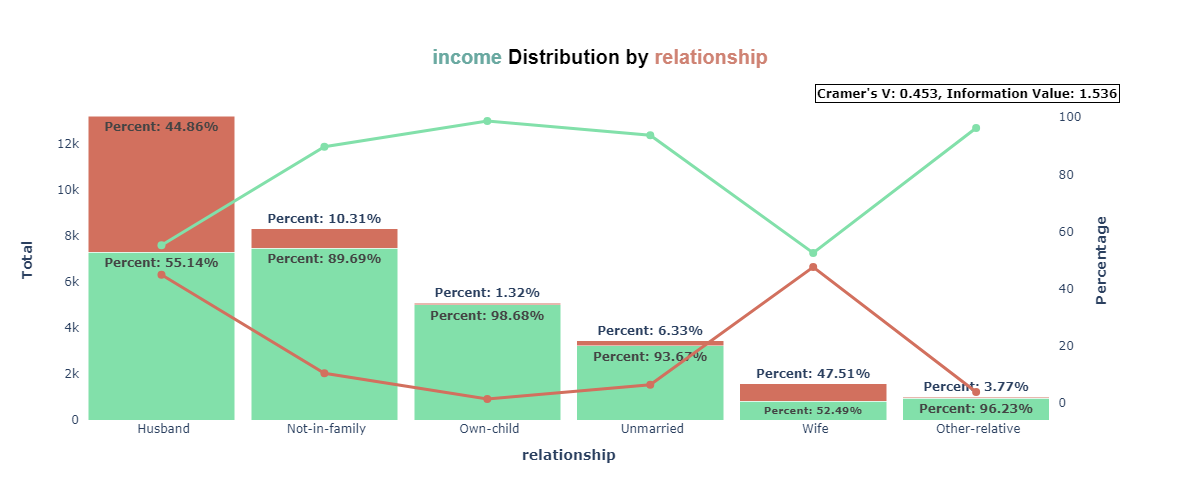 income Distribution by relationship
Cramer's V: 0.453, Information Value: 1.536
Total
12k
10k
8k
6k
4k
2k
0
Percent: 44.86%
Percent: 55.14%
Percent: 10.31%
Percent: 89.69%
Percent: 1.32%
Percent: 98.68%
Percent: 6.33%
Percent: 93.67%
Percent: 47.51%
Percent: 52.49%
Percent: 3.77%
Percent: 96.23%
100
80
60
40
20
0
Percentage
Husband
Not-in-family
Own-child
Unmarried
Wife
Other-relative
relationship